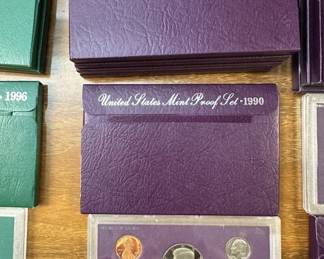 • 1996
United States Mint Proof Set • 1990